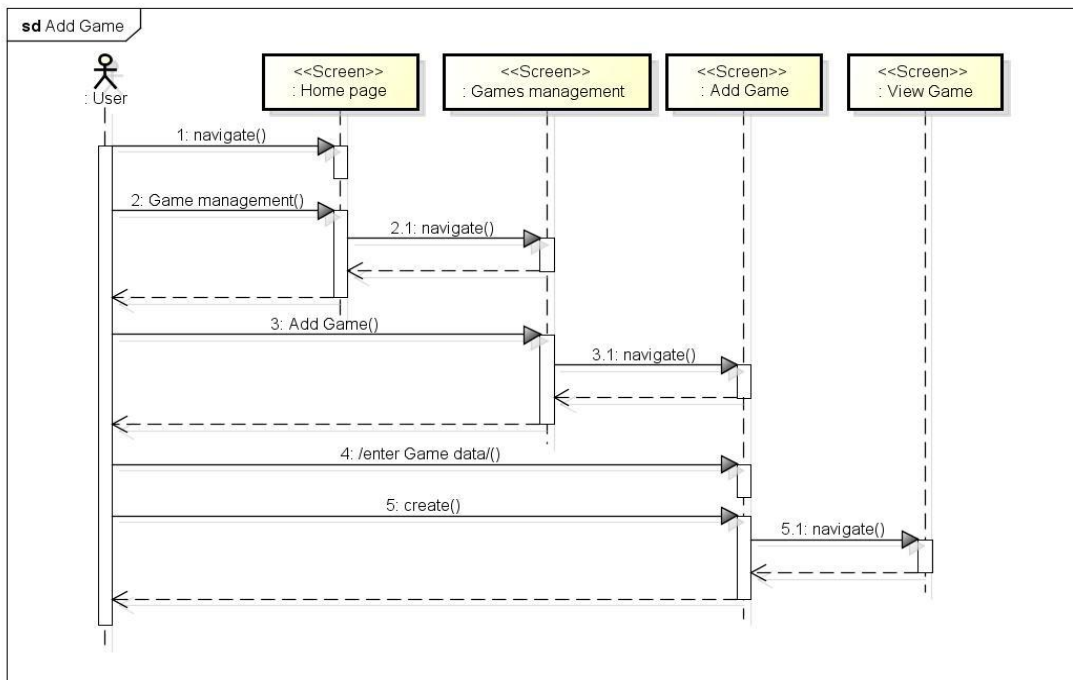 sd Add Game
: User
<<Screen>>
: Home page
<<Screen>>
: Games management
<<Screen>>
: Add Game
<<Screen>>
: View Game
1: navigate()
2: Game management()
2.1: navigate()
3: Add Game()
3.1: navigate()
4: /enter Game data/()
5: create()
5.1: navigate()